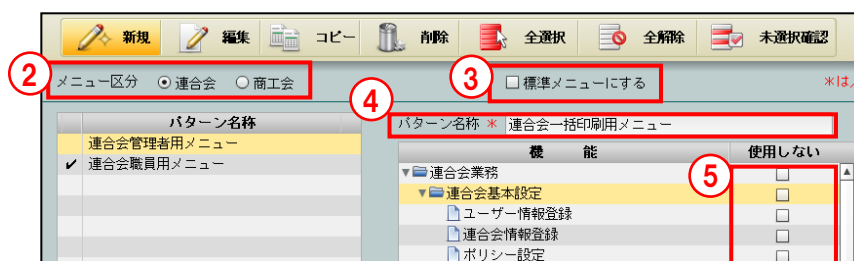 新規 編集 コピー 削除 全選択 全解除 未選択確認
② メニュー区分 連合会 商工会 ③ 標準メニューにする ＊は
④
パターン名称 パターン名称 ＊ 連合会一括印刷用メニュー
連合会管理者用メニュー 機 能 使用しない
✔ 連合会職員用メニュー ▼連合会業務 ⑤
▼連合会基本設定
ユーザー情報登録
連合会情報登録
ポリシー設定